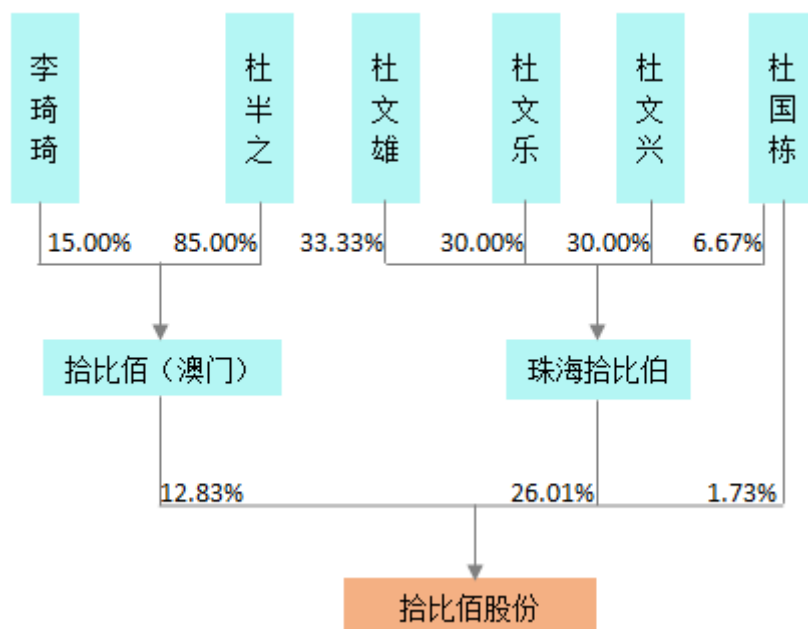 李琦琦
杜半之
杜文雄
杜文乐
杜文兴
杜国栋
15.00%
85.00%
33.33%
30.00%
30.00%
6.67%
拾比佰（澳门）
珠海拾比伯
12.83%
26.01%
1.73%
拾比佰股份